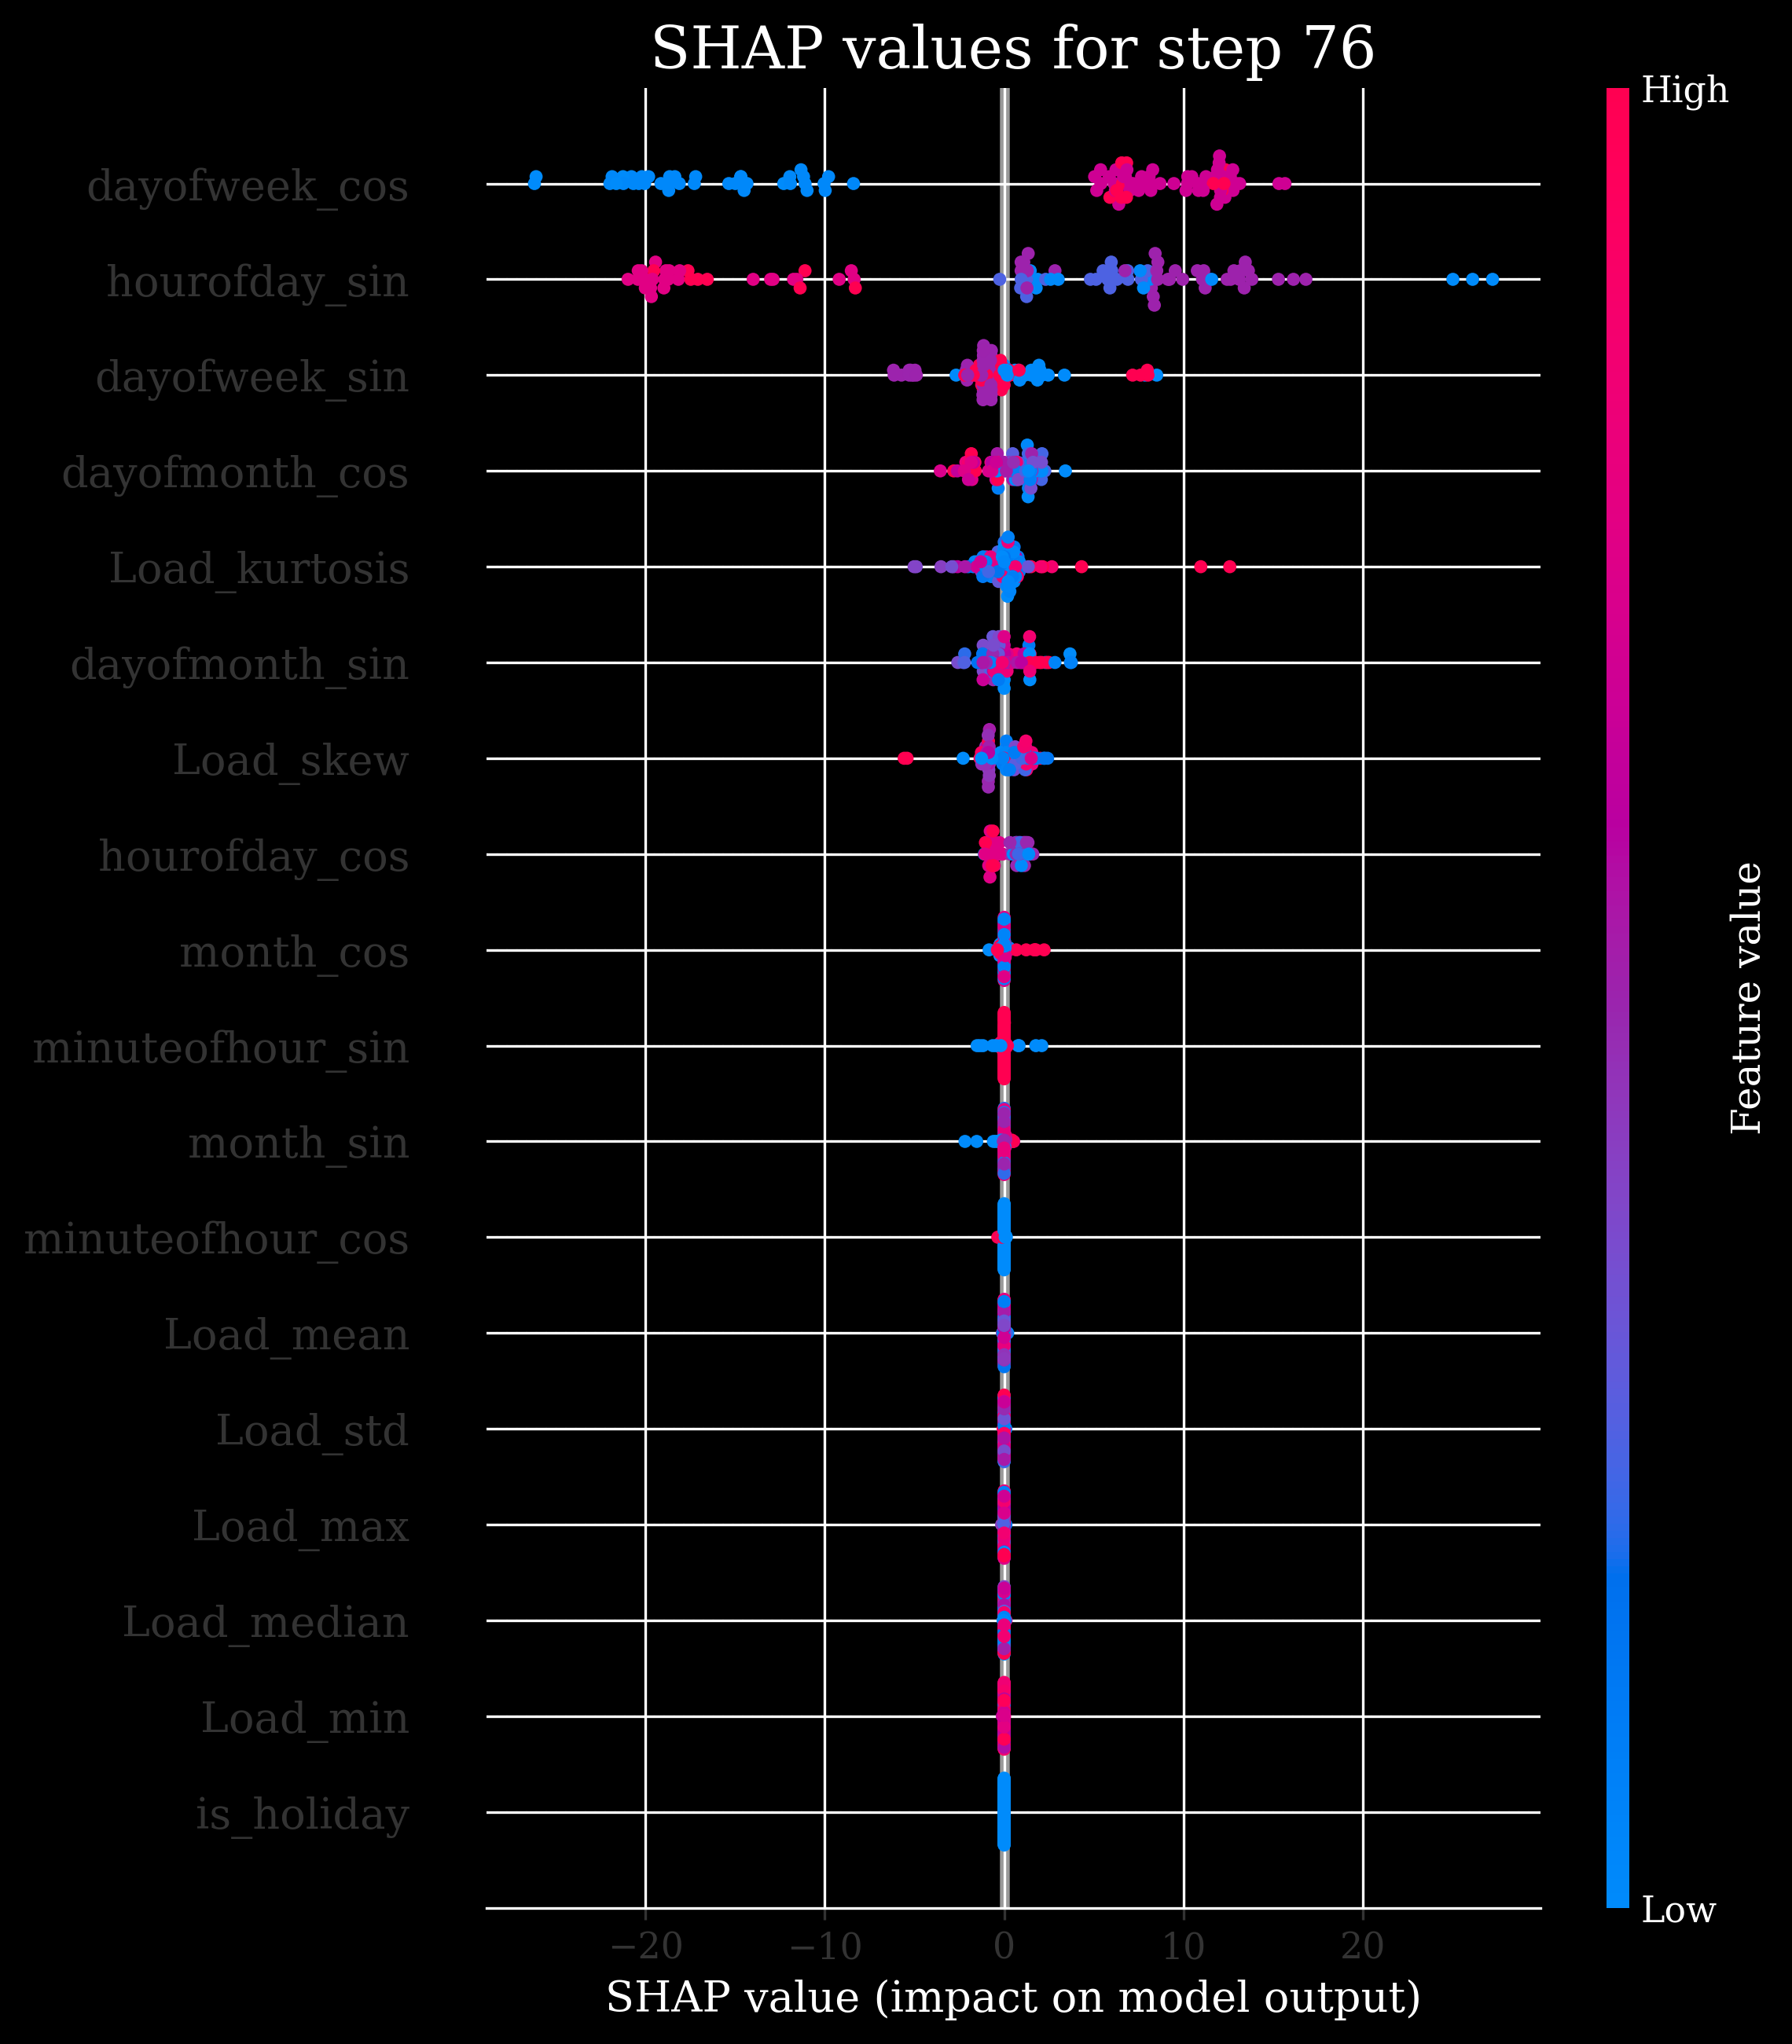 SHAP values for step 76
High
dayofweek_cos
hourofday_sin
dayofweek_sin
dayofmonth_cos
Load_kurtosis
dayofmonth_sin
Load_skew
hourofday_cos
month_cos
minuteofhour_sin
month_sin
minuteofhour_cos
Load_mean
Load_std
Load_max
Load_median
Load_min
is_holiday
Feature value
Low
−20 −10 0 10 20
SHAP value (impact on model output)